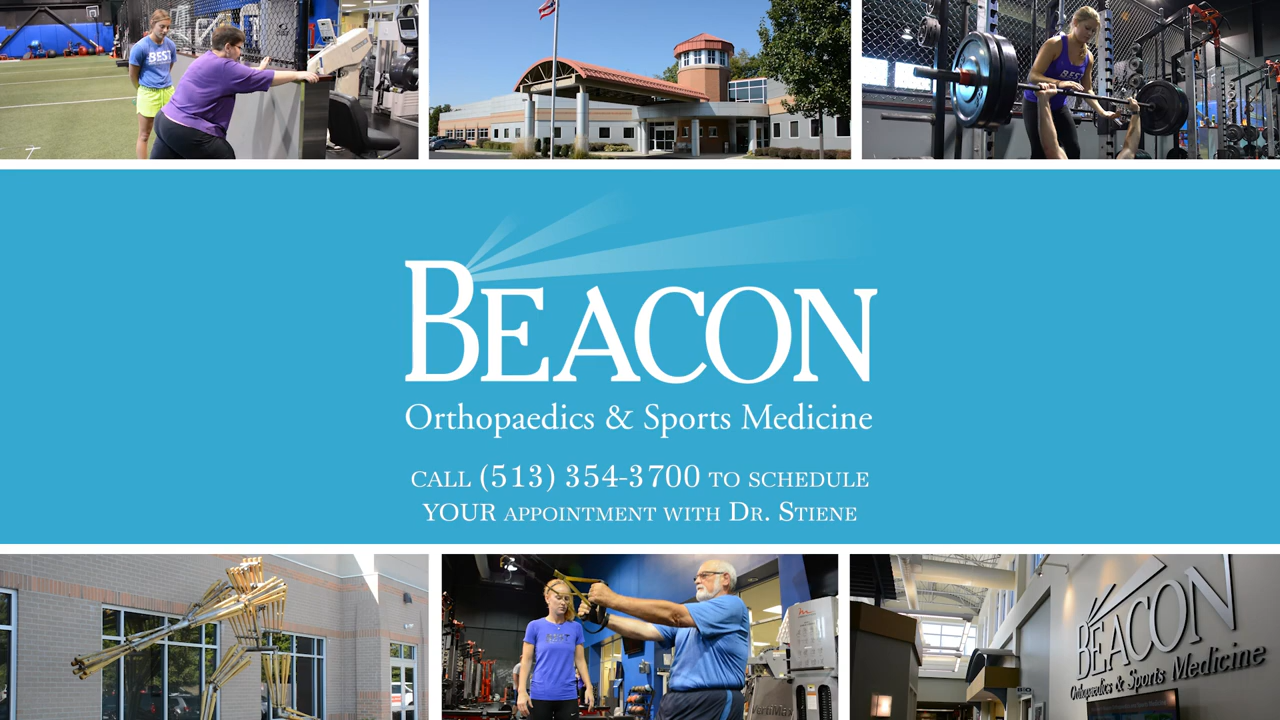 BEST
BEST
BEACON
Orthopaedics & Sports Medicine
CALL (513) 354-3700 TO SCHEDULE
YOUR APPOINTMENT WITH DR. STIENE
BEACON
Orthopaedics & Sports Medicine
VertiMax